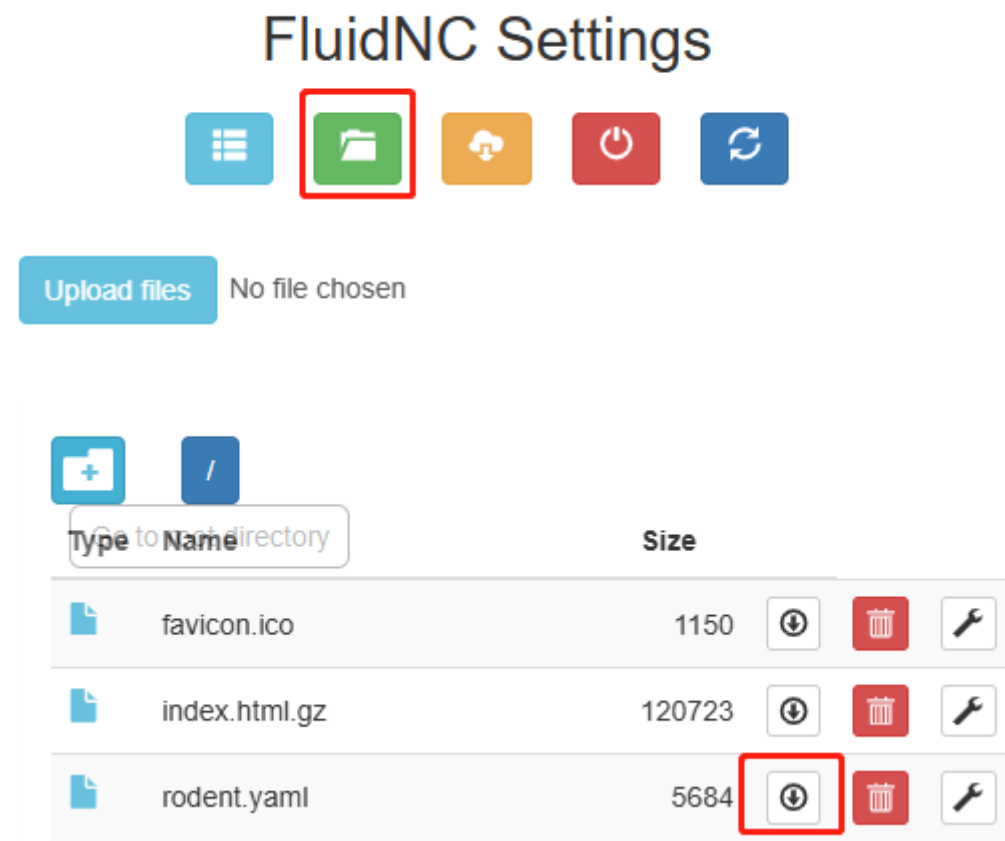 FluidNC Settings
Upload files No file chosen
/
Go to root directory
Type Name Size
favicon.ico 1150
index.html.gz 120723
rodent.yaml 5684